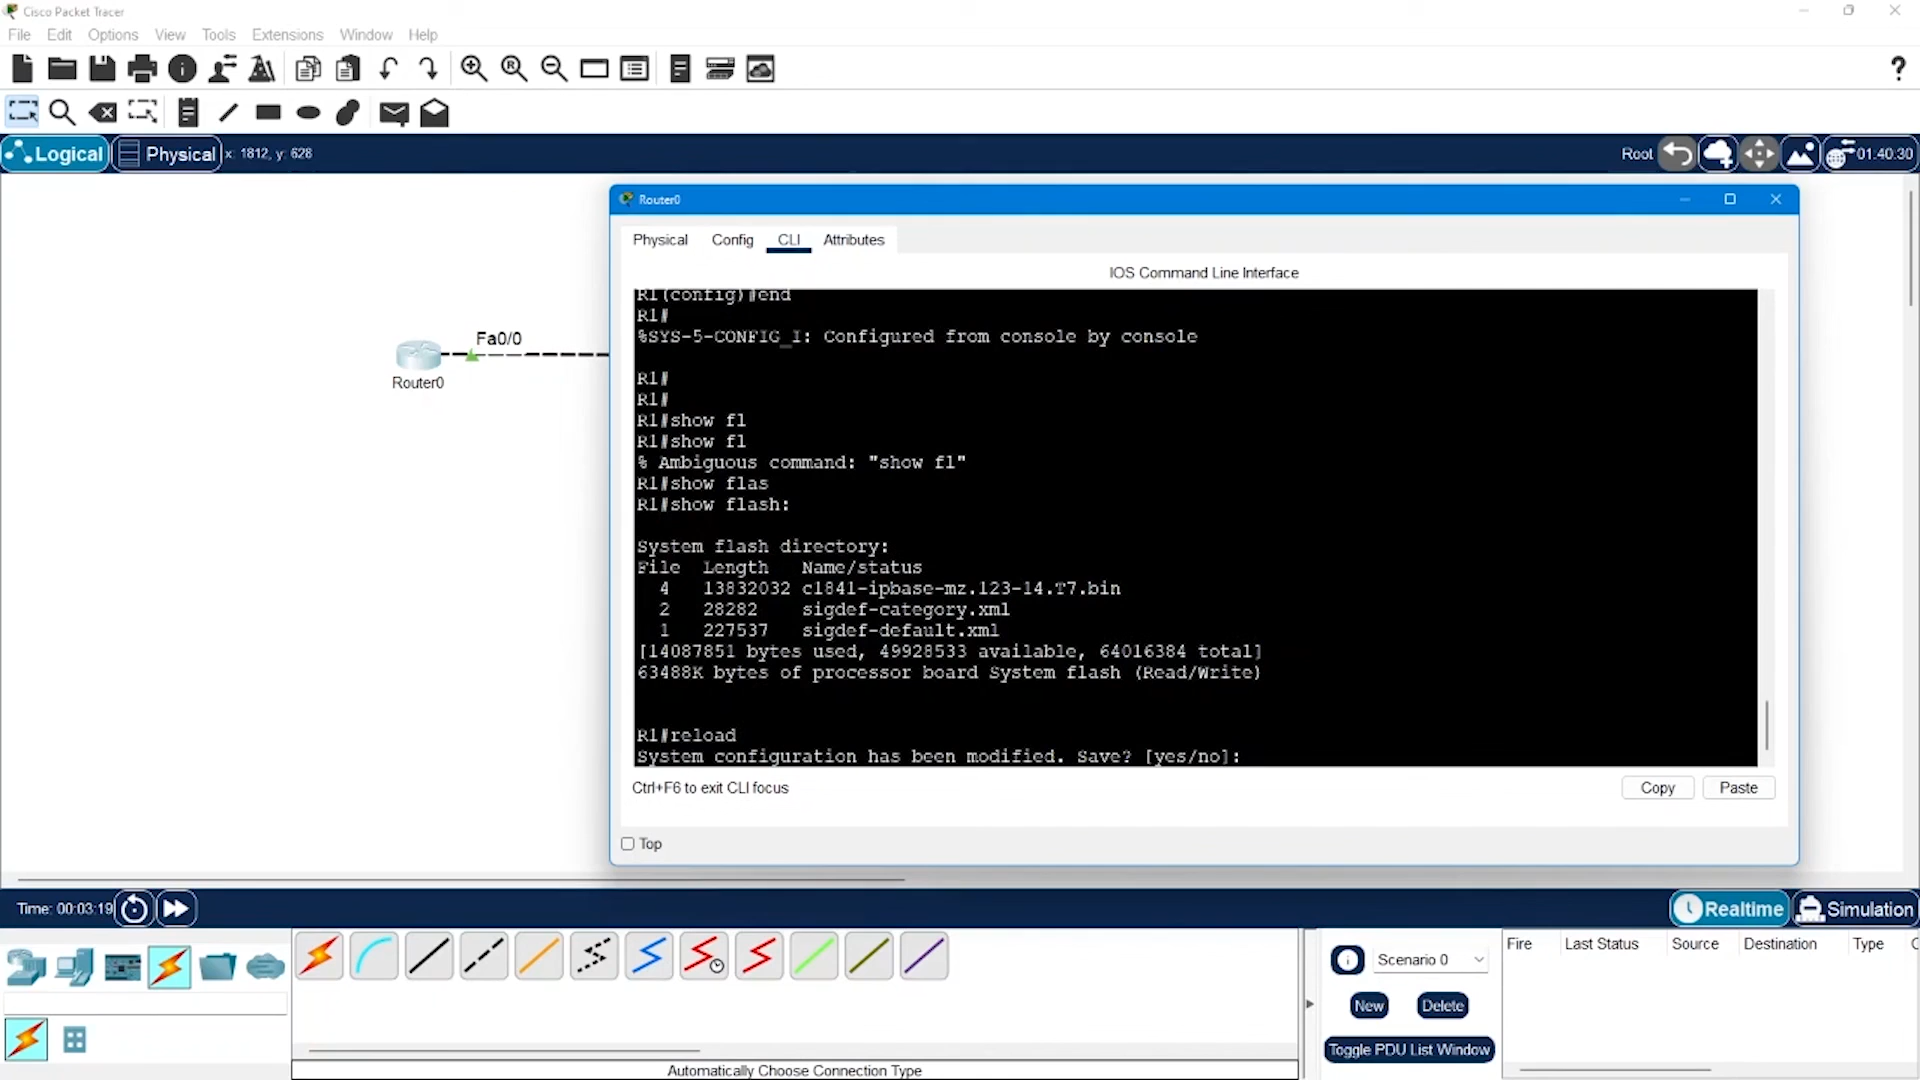 Cisco Packet Tracer
File Edit Options View Tools Extensions Window Help
?
Logical Physical x: 1812, y: 628 Root 01:40:30
Router0
Physical Config CLI Attributes
IOS Command Line Interface
R1(config)#end
R1#
%SYS-5-CONFIG_I: Configured from console by console
R1#
R1#
R1#show fl
R1#show fl
% Ambiguous command: "show fl"
R1#show flas
R1#show flash:
System flash directory:
File Length Name/status
4 13832032 c1841-ipbase-mz.123-14.T7.bin
2 28282 sigdef-category.xml
1 227537 sigdef-default.xml
[14087851 bytes used, 49928533 available, 64016384 total]
63488K bytes of processor board System flash (Read/Write)
R1#reload
System configuration has been modified. Save? [yes/no]:
Ctrl+F6 to exit CLI focus Copy Paste
Top
Fa0/0
Router0
Time: 00:03:19 Realtime Simulation
Scenario 0
New Delete
Toggle PDU List Window
Fire Last Status Source Destination Type C
Automatically Choose Connection Type